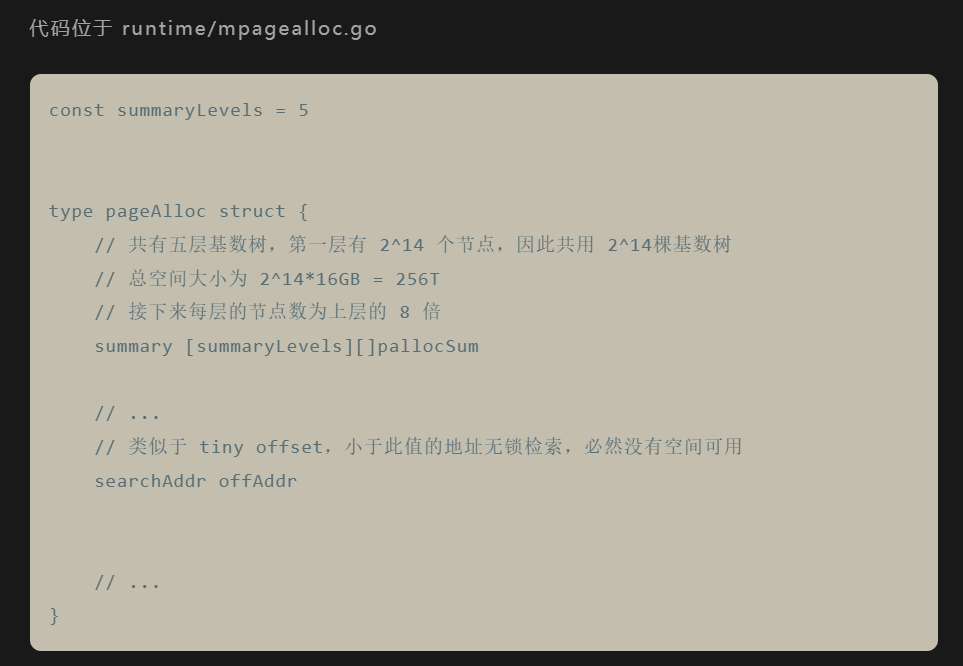 代码位于 runtime/mpagealloc.go
const summaryLevels = 5
type pageAlloc struct {
    // 共有五层基数树，第一层有 2^14 个节点，因此共用 2^14棵基数树
    // 总空间大小为 2^14*16GB = 256T
    // 接下来每层的节点数为上层的 8 倍
    summary [summaryLevels][]pallocSum
    // ...
    // 类似于 tiny offset，小于此值的地址无锁检索，必然没有空间可用
    searchAddr offAddr
    // ...
}